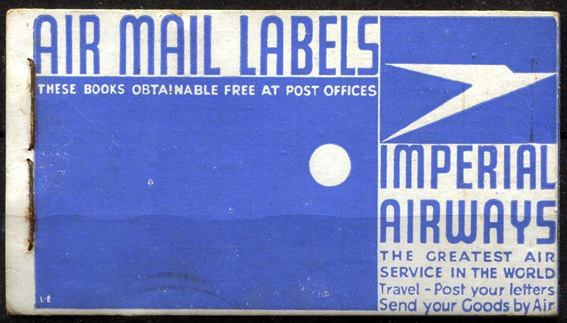 AIR MAIL LABELS
THESE BOOKS OBTAINABLE FREE AT POST OFFICES
IMPERIAL
AIRWAYS
THE GREATEST AIR
SERVICE IN THE WORLD
Travel - Post your letters
Send your Goods by Air
L-E